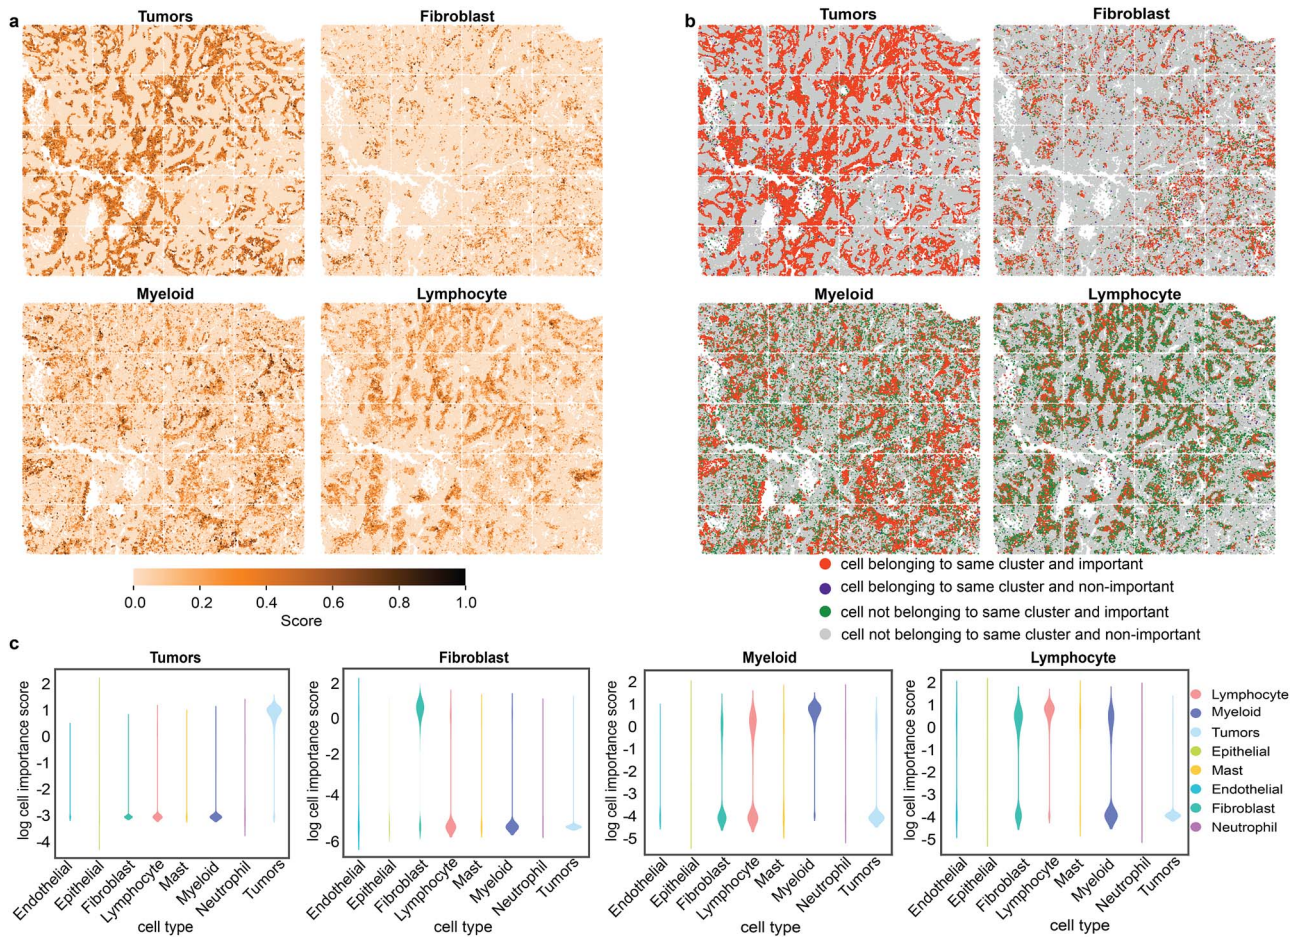 a
Tumors
Fibroblast
Myeloid
Lymphocyte
0.0 0.2 0.4 0.6 0.8 1.0
Score
b
Tumors
Fibroblast
Myeloid
Lymphocyte
cell belonging to same cluster and important
cell belonging to same cluster and non-important
cell not belonging to same cluster and important
cell not belonging to same cluster and non-important
c
Tumors
log cell importance score
2
1
0
-1
-2
-3
-4
Endothelial
Epithelial
Fibroblast
Lymphocyte
Mast
Myeloid
Neutrophil
Tumors
cell type
Fibroblast
log cell importance score
2
0
-2
-4
-6
Endothelial
Epithelial
Fibroblast
Lymphocyte
Mast
Myeloid
Neutrophil
Tumors
cell type
Myeloid
log cell importance score
2
1
0
-1
-2
-3
-4
-5
Endothelial
Epithelial
Fibroblast
Lymphocyte
Mast
Myeloid
Neutrophil
Tumors
cell type
Lymphocyte
log cell importance score
2
1
0
-1
-2
-3
-4
-5
Endothelial
Epithelial
Fibroblast
Lymphocyte
Mast
Myeloid
Neutrophil
Tumors
cell type
Lymphocyte
Myeloid
Tumors
Epithelial
Mast
Endothelial
Fibroblast
Neutrophil